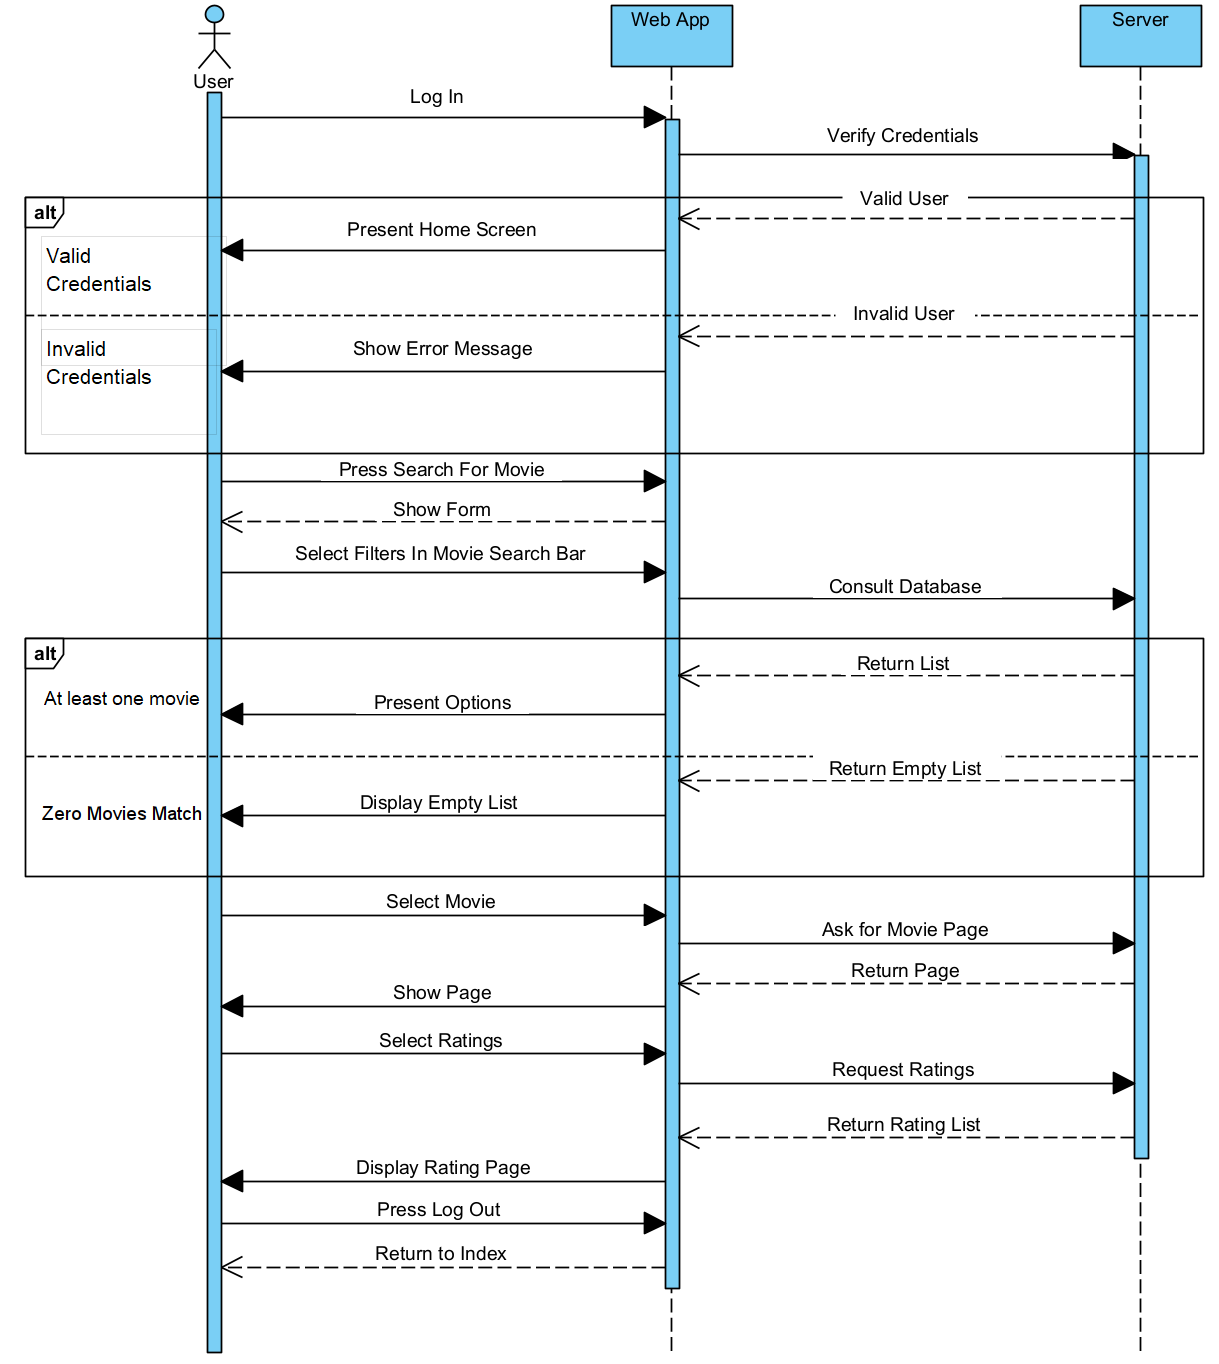 Web App
Server
User
Log In
Verify Credentials
alt
Valid User
Present Home Screen
Valid
Credentials
Invalid User
Invalid
Credentials
Show Error Message
Press Search For Movie
Show Form
Select Filters In Movie Search Bar
Consult Database
alt
Return List
At least one movie
Present Options
Return Empty List
Display Empty List
Zero Movies Match
Select Movie
Ask for Movie Page
Return Page
Show Page
Select Ratings
Request Ratings
Return Rating List
Display Rating Page
Press Log Out
Return to Index